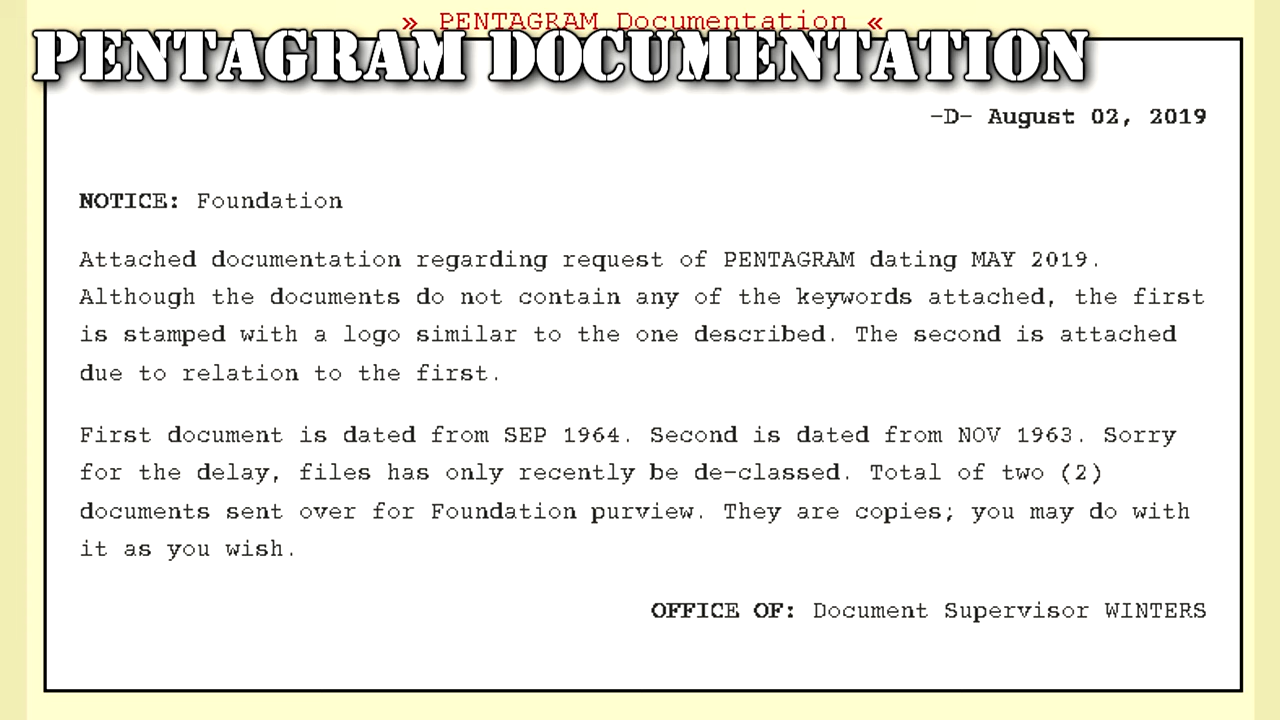 » PENTAGRAM Documentation «
PENTAGRAM DOCUMENTATION
-D- August 02, 2019
NOTICE: Foundation
Attached documentation regarding request of PENTAGRAM dating MAY 2019.
Although the documents do not contain any of the keywords attached, the first
is stamped with a logo similar to the one described. The second is attached
due to relation to the first.
First document is dated from SEP 1964. Second is dated from NOV 1963. Sorry
for the delay, files has only recently be de-classed. Total of two (2)
documents sent over for Foundation purview. They are copies; you may do with
it as you wish.
OFFICE OF: Document Supervisor WINTERS